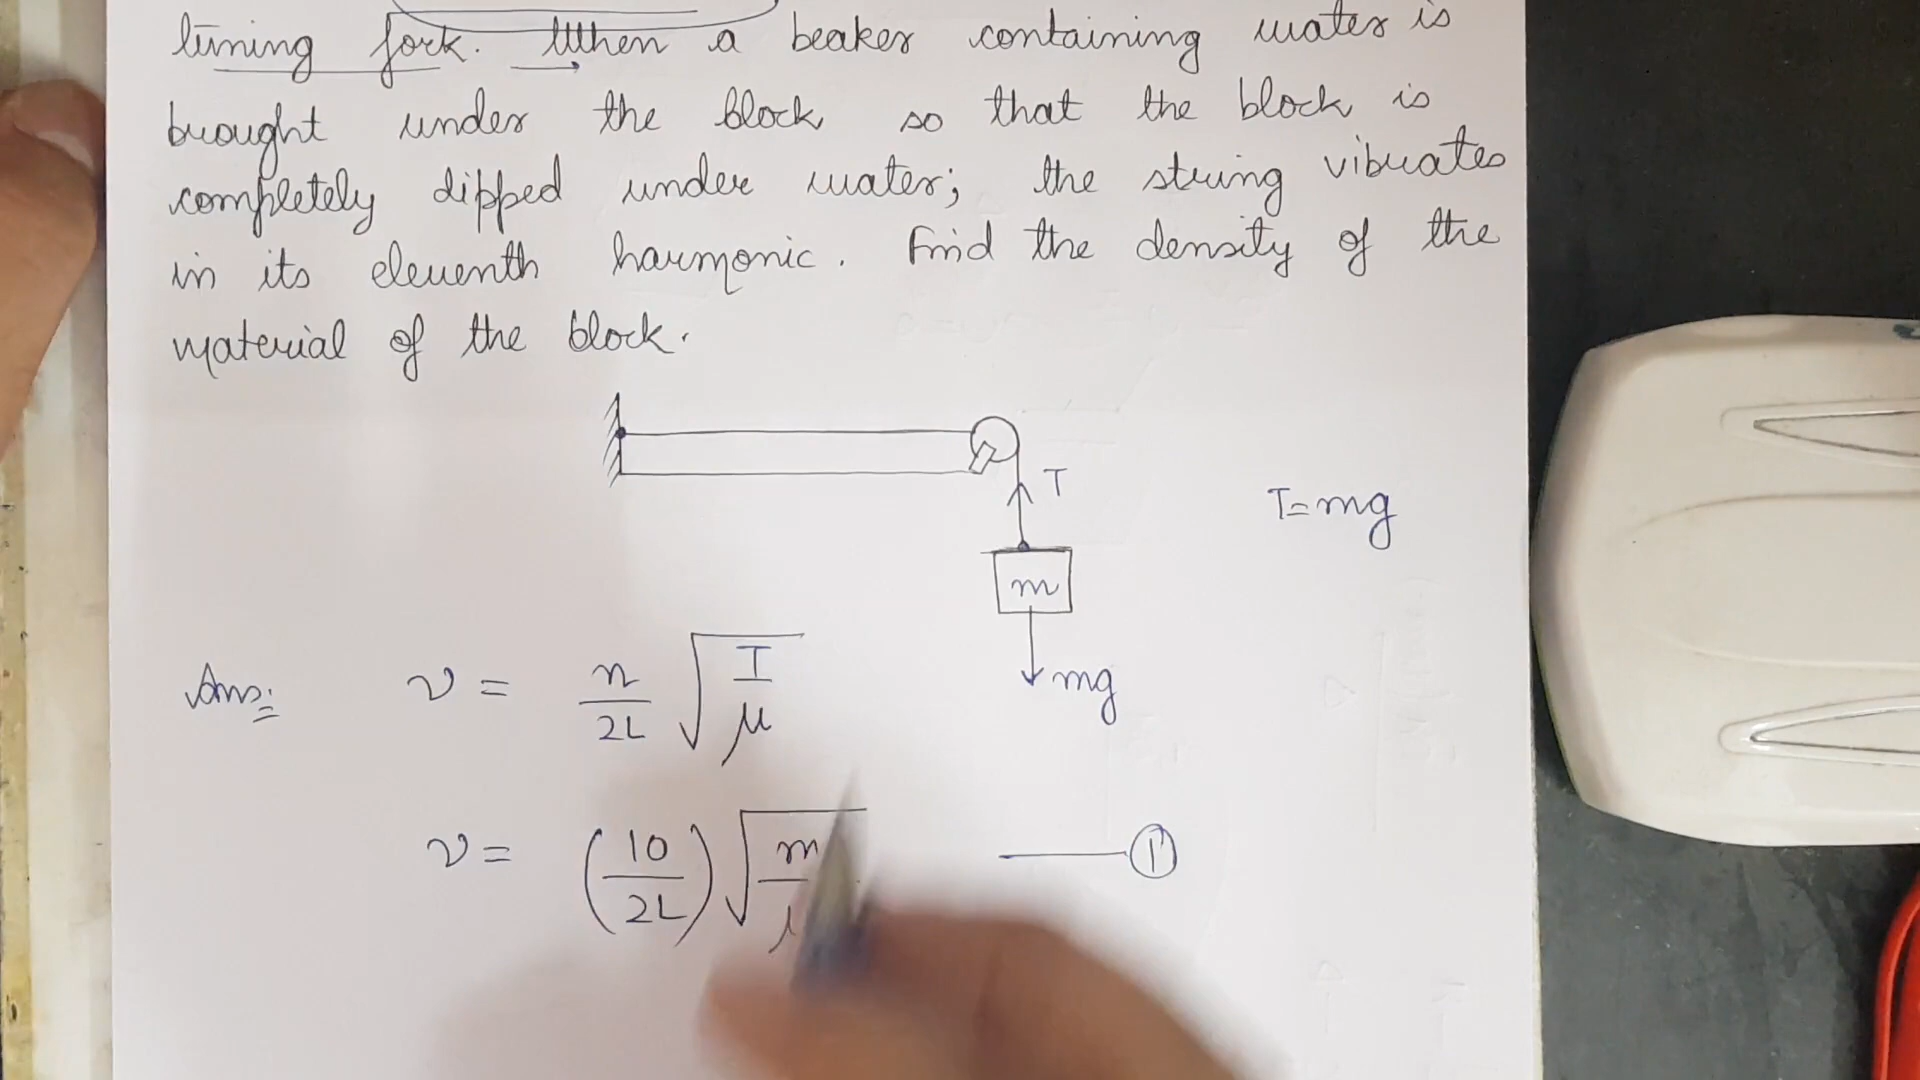 tuning fork. When a beaker containing water is
brought under the block so that the block is
completely dipped under water; the string vibrates
in its eleventh harmonic. Find the density of the
material of the block.
T
T=mg
m
mg
Ans: ν = n/2L √T/μ
ν = (10/2L) √m
1